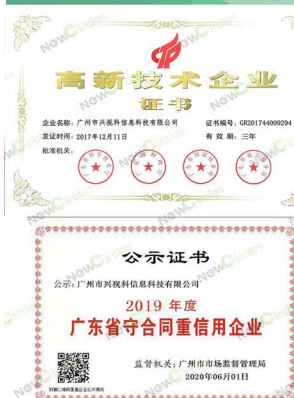 高新技术企业
证书
企业名称：广州市兴视科信息科技有限公司 证书编号：GR201744009294
发证时间：2017年12月11日 有 效 期：三年
批准机关：
公示证书
公示：广州市兴视科信息科技有限公司
2019 年度
广东省守合同重信用企业
监督机关：广州市市场监督管理局
2020年06月01日
NewCircles